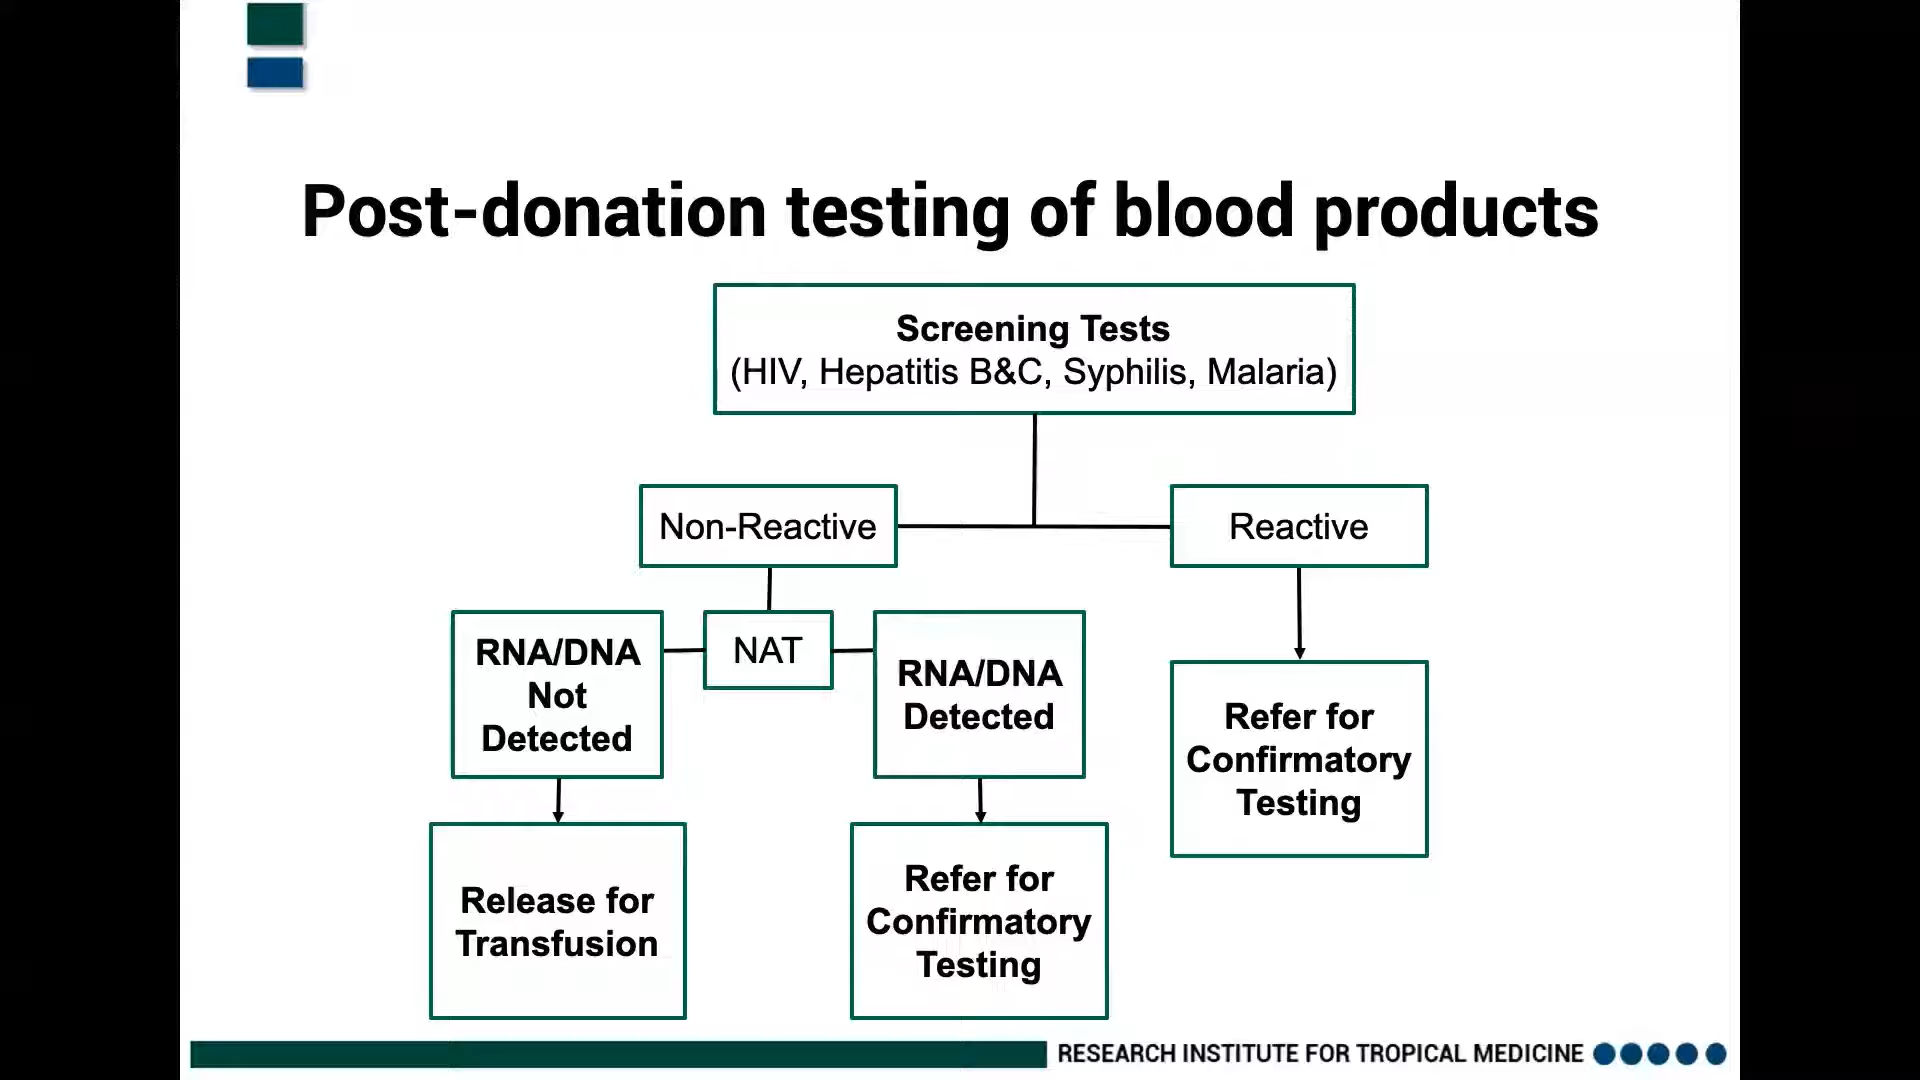 Post-donation testing of blood products
Screening Tests
(HIV, Hepatitis B&C, Syphilis, Malaria)
Non-Reactive
Reactive
RNA/DNA
Not
Detected
NAT
RNA/DNA
Detected
Refer for
Confirmatory
Testing
Release for
Transfusion
Refer for
Confirmatory
Testing
RESEARCH INSTITUTE FOR TROPICAL MEDICINE